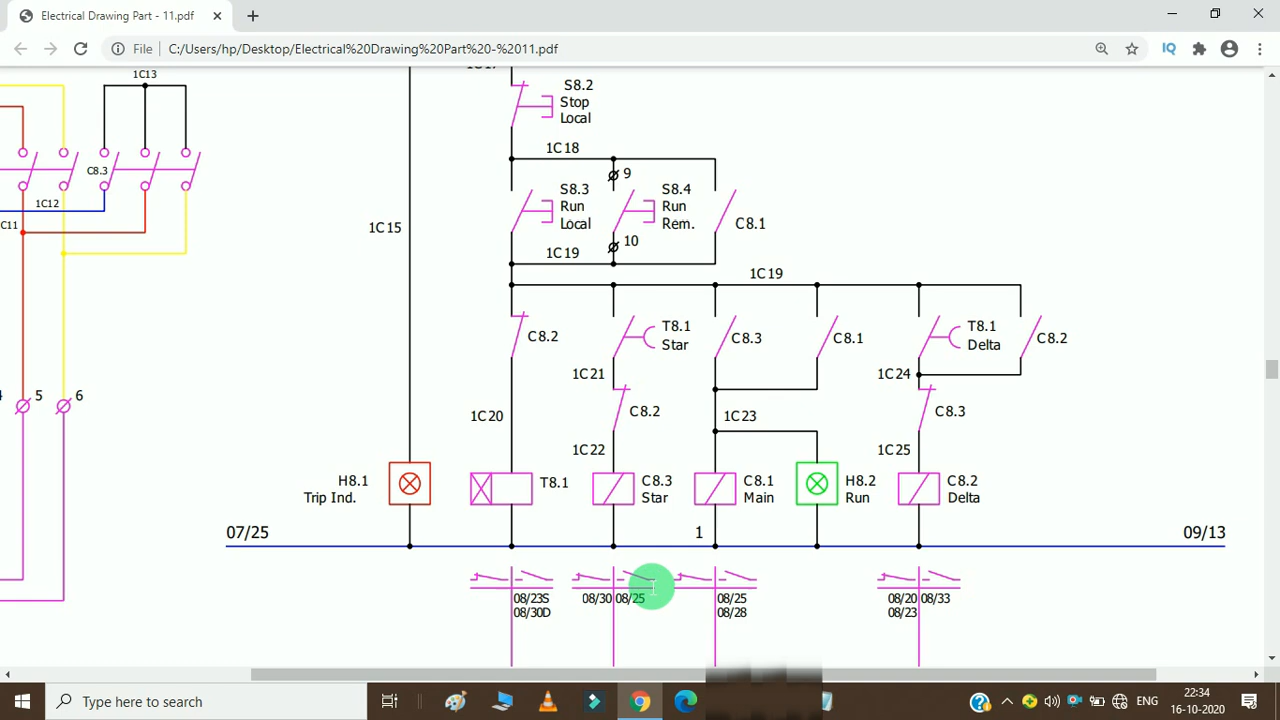 Electrical Drawing Part - 11.pdf
File
C:/Users/hp/Desktop/Electrical%20Drawing%20Part%20-%2011.pdf
IQ
1C13
1C17
S8.2
Stop
Local
C8.3
1C18
9
1C12
S8.3
Run
Local
S8.4
Run
Rem.
C8.1
1C15
10
1C19
1C19
C8.2
T8.1
Star
C8.3
C8.1
T8.1
Delta
C8.2
1C21
1C24
5
6
C8.2
C8.3
1C20
1C23
1C22
1C25
H8.1
Trip Ind.
T8.1
C8.3
Star
C8.1
Main
H8.2
Run
C8.2
Delta
07/25
1
09/13
08/23S
08/30D
08/30
08/25
08/25
08/28
08/20
08/23
08/33
Type here to search
ENG
22:34
16-10-2020